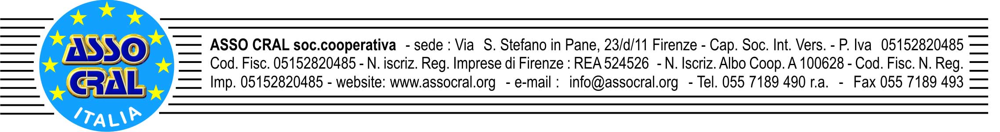 ASSO
CRAL
ITALIA
ASSO CRAL soc.cooperativa - sede : Via S. Stefano in Pane, 23/d/11 Firenze - Cap. Soc. Int. Vers. - P. Iva 05152820485
Cod. Fisc. 05152820485 - N. iscriz. Reg. Imprese di Firenze : REA 524526 - N. Iscriz. Albo Coop. A 100628 - Cod. Fisc. N. Reg.
Imp. 05152820485 - website: www.assocral.org - e-mail : info@assocral.org - Tel. 055 7189 490 r.a. - Fax 055 7189 493